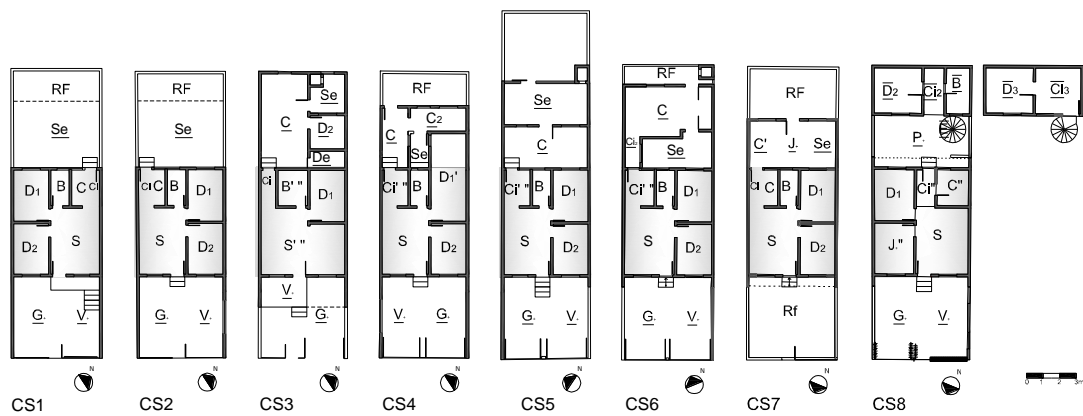 RF
Se
D1
B
C
Ci
D2
S
G.
V.
N
CS1
RF
Se
Ci
C
B
D1
S
D2
G.
V.
N
CS2
Se
C
D2
De
Ci
B' "
D1
S' "
V.
G.
N
CS3
RF
C2
C
Se
Ci' "
B
D1'
S
D2
V.
G.
N
CS4
Se
C
Ci' "
B
D1
S
D2
G.
V.
N
CS5
RF
C
Ci2
Se
Ci' "
B
D1
S
D2
G.
V.
N
CS6
RF
C'
J.
Se
Ci
C
B
D1
S
D2
Rf
N
CS7
D2
Ci2
B
P.
D1
Ci"
C"
J."
S
G.
V.
N
CS8
D3
Ci3
0 1 2 3m